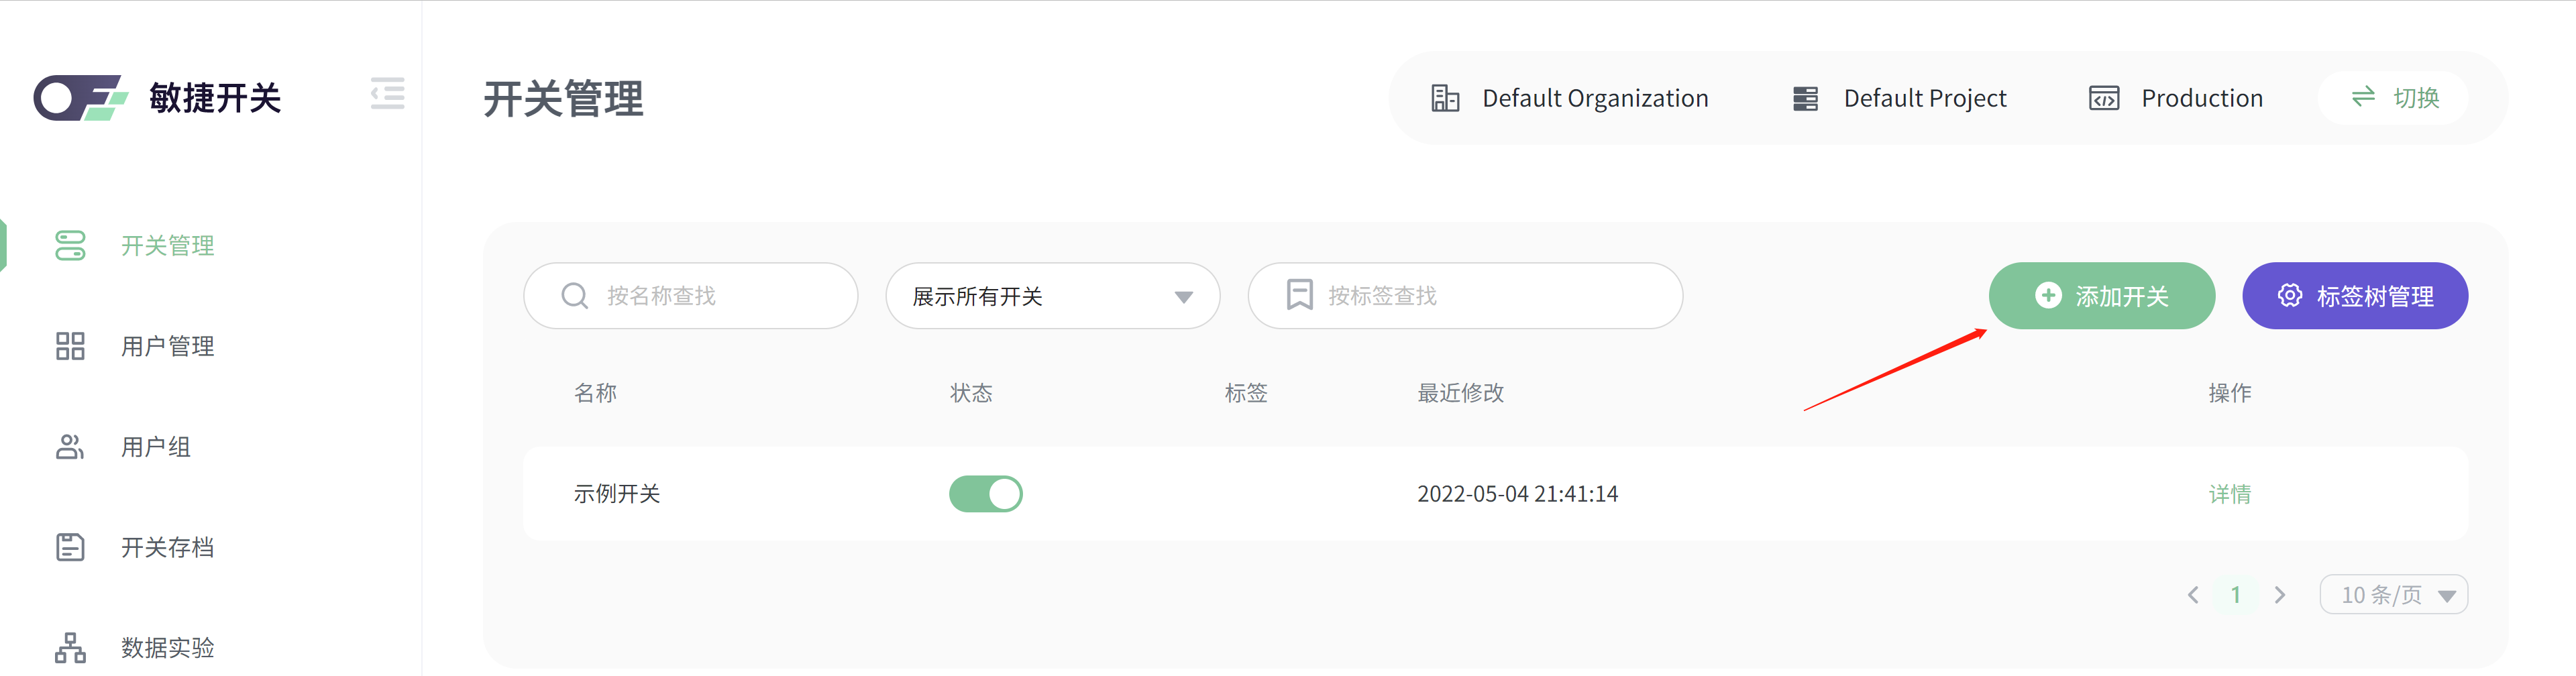 敏捷开关
开关管理
用户管理
用户组
开关存档
数据实验
开关管理
Default Organization
Default Project
Production
切换
按名称查找
展示所有开关
按标签查找
添加开关
标签树管理
名称 状态 标签 最近修改 操作
示例开关 2022-05-04 21:41:14 详情
1
10 条/页